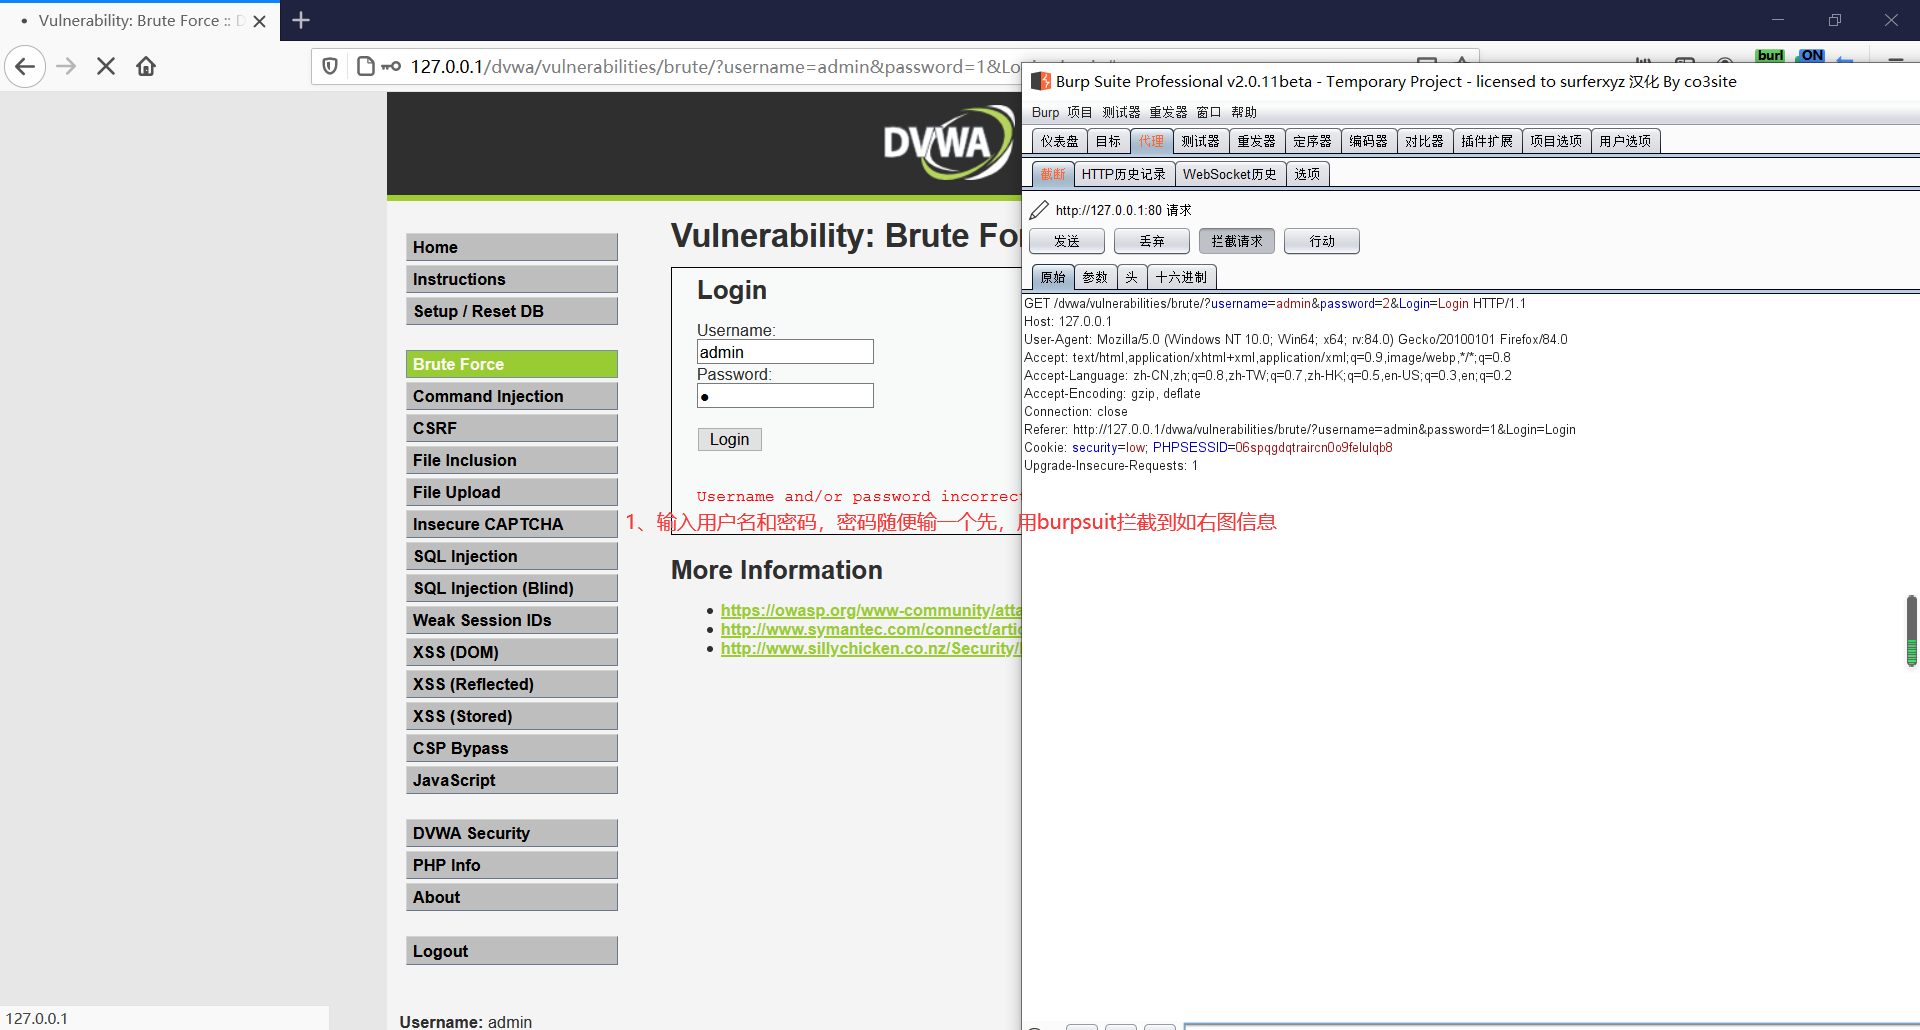 Vulnerability: Brute Force :: D
127.0.0.1/dvwa/vulnerabilities/brute/?username=admin&password=1&Lo
burl
ON
DVWA
Home
Instructions
Setup / Reset DB
Brute Force
Command Injection
CSRF
File Inclusion
File Upload
Insecure CAPTCHA
SQL Injection
SQL Injection (Blind)
Weak Session IDs
XSS (DOM)
XSS (Reflected)
XSS (Stored)
CSP Bypass
JavaScript
DVWA Security
PHP Info
About
Logout
Vulnerability: Brute Fo
Login
Username:
admin
Password:
●
Login
Username and/or password incorrec
1、输入用户名和密码，密码随便输一个先，用burpsuit拦截到如右图信息
More Information
https://owasp.org/www-community/atta
http://www.symantec.com/connect/artic
http://www.sillychicken.co.nz/Security/
Username: admin
127.0.0.1
Burp Suite Professional v2.0.11beta - Temporary Project - licensed to surferxyz 汉化 By co3site
Burp 项目 测试器 重发器 窗口 帮助
仪表盘 目标 代理 测试器 重发器 定序器 编码器 对比器 插件扩展 项目选项 用户选项
截断 HTTP历史记录 WebSocket历史 选项
http://127.0.0.1:80 请求
发送 丢弃 拦截请求 行动
原始 参数 头 十六进制
GET /dvwa/vulnerabilities/brute/?username=admin&password=2&Login=Login HTTP/1.1
Host: 127.0.0.1
User-Agent: Mozilla/5.0 (Windows NT 10.0; Win64; x64; rv:84.0) Gecko/20100101 Firefox/84.0
Accept: text/html,application/xhtml+xml,application/xml;q=0.9,image/webp,*/*;q=0.8
Accept-Language: zh-CN,zh;q=0.8,zh-TW;q=0.7,zh-HK;q=0.5,en-US;q=0.3,en;q=0.2
Accept-Encoding: gzip, deflate
Connection: close
Referer: http://127.0.0.1/dvwa/vulnerabilities/brute/?username=admin&password=1&Login=Login
Cookie: security=low; PHPSESSID=06spqgdqtraircn0o9felulqb8
Upgrade-Insecure-Requests: 1